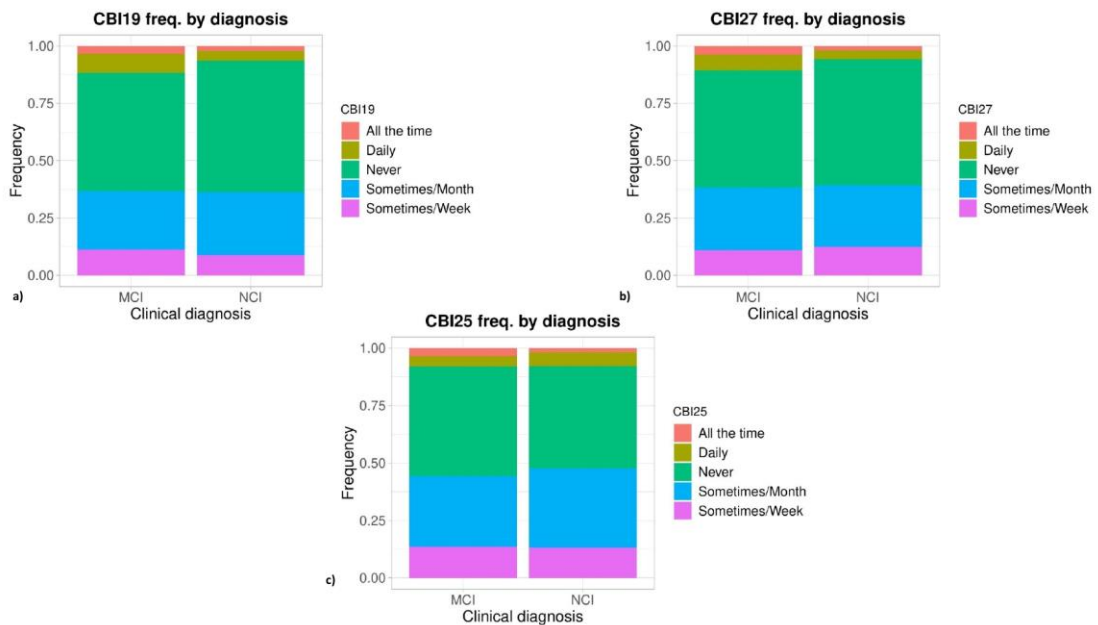 CBI19 freq. by diagnosis
1.00
0.75
0.50
0.25
0.00
Frequency
MCI NCI
Clinical diagnosis
CBI19
All the time
Daily
Never
Sometimes/Month
Sometimes/Week
a)
CBI27 freq. by diagnosis
1.00
0.75
0.50
0.25
0.00
Frequency
MCI NCI
Clinical diagnosis
CBI27
All the time
Daily
Never
Sometimes/Month
Sometimes/Week
b)
CBI25 freq. by diagnosis
1.00
0.75
0.50
0.25
0.00
Frequency
MCI NCI
Clinical diagnosis
CBI25
All the time
Daily
Never
Sometimes/Month
Sometimes/Week
c)